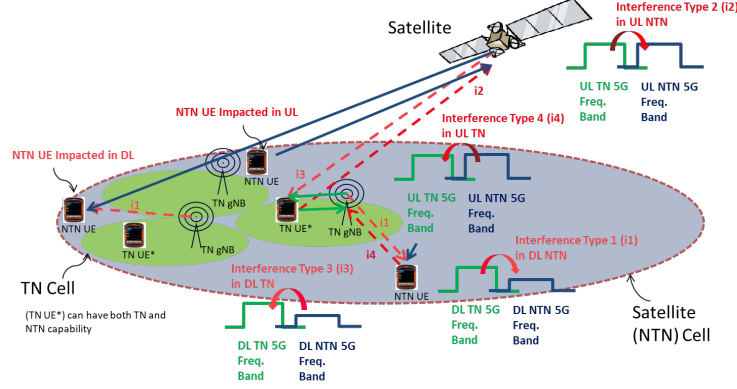 Interference Type 2 (i2)
in UL NTN
Satellite
i2
UL TN 5G
Freq.
Band
UL NTN 5G
Freq.
Band
NTN UE Impacted in UL
Interference Type 4 (i4)
in UL TN
NTN UE Impacted in DL
NTN UE
TN gNB
i3
UL TN 5G
Freq.
Band
UL NTN 5G
Freq.
Band
i1
NTN UE
TN gNB
TN UE*
TN gNB
i1
TN UE*
i4
Interference Type 1 (i1)
in DL NTN
Interference Type 3 (i3)
in DL TN
NTN UE
TN Cell
(TN UE*) can have both TN and
NTN capability
DL TN 5G
Freq.
Band
DL NTN 5G
Freq.
Band
Satellite
(NTN) Cell
DL TN 5G
Freq.
Band
DL NTN 5G
Freq.
Band